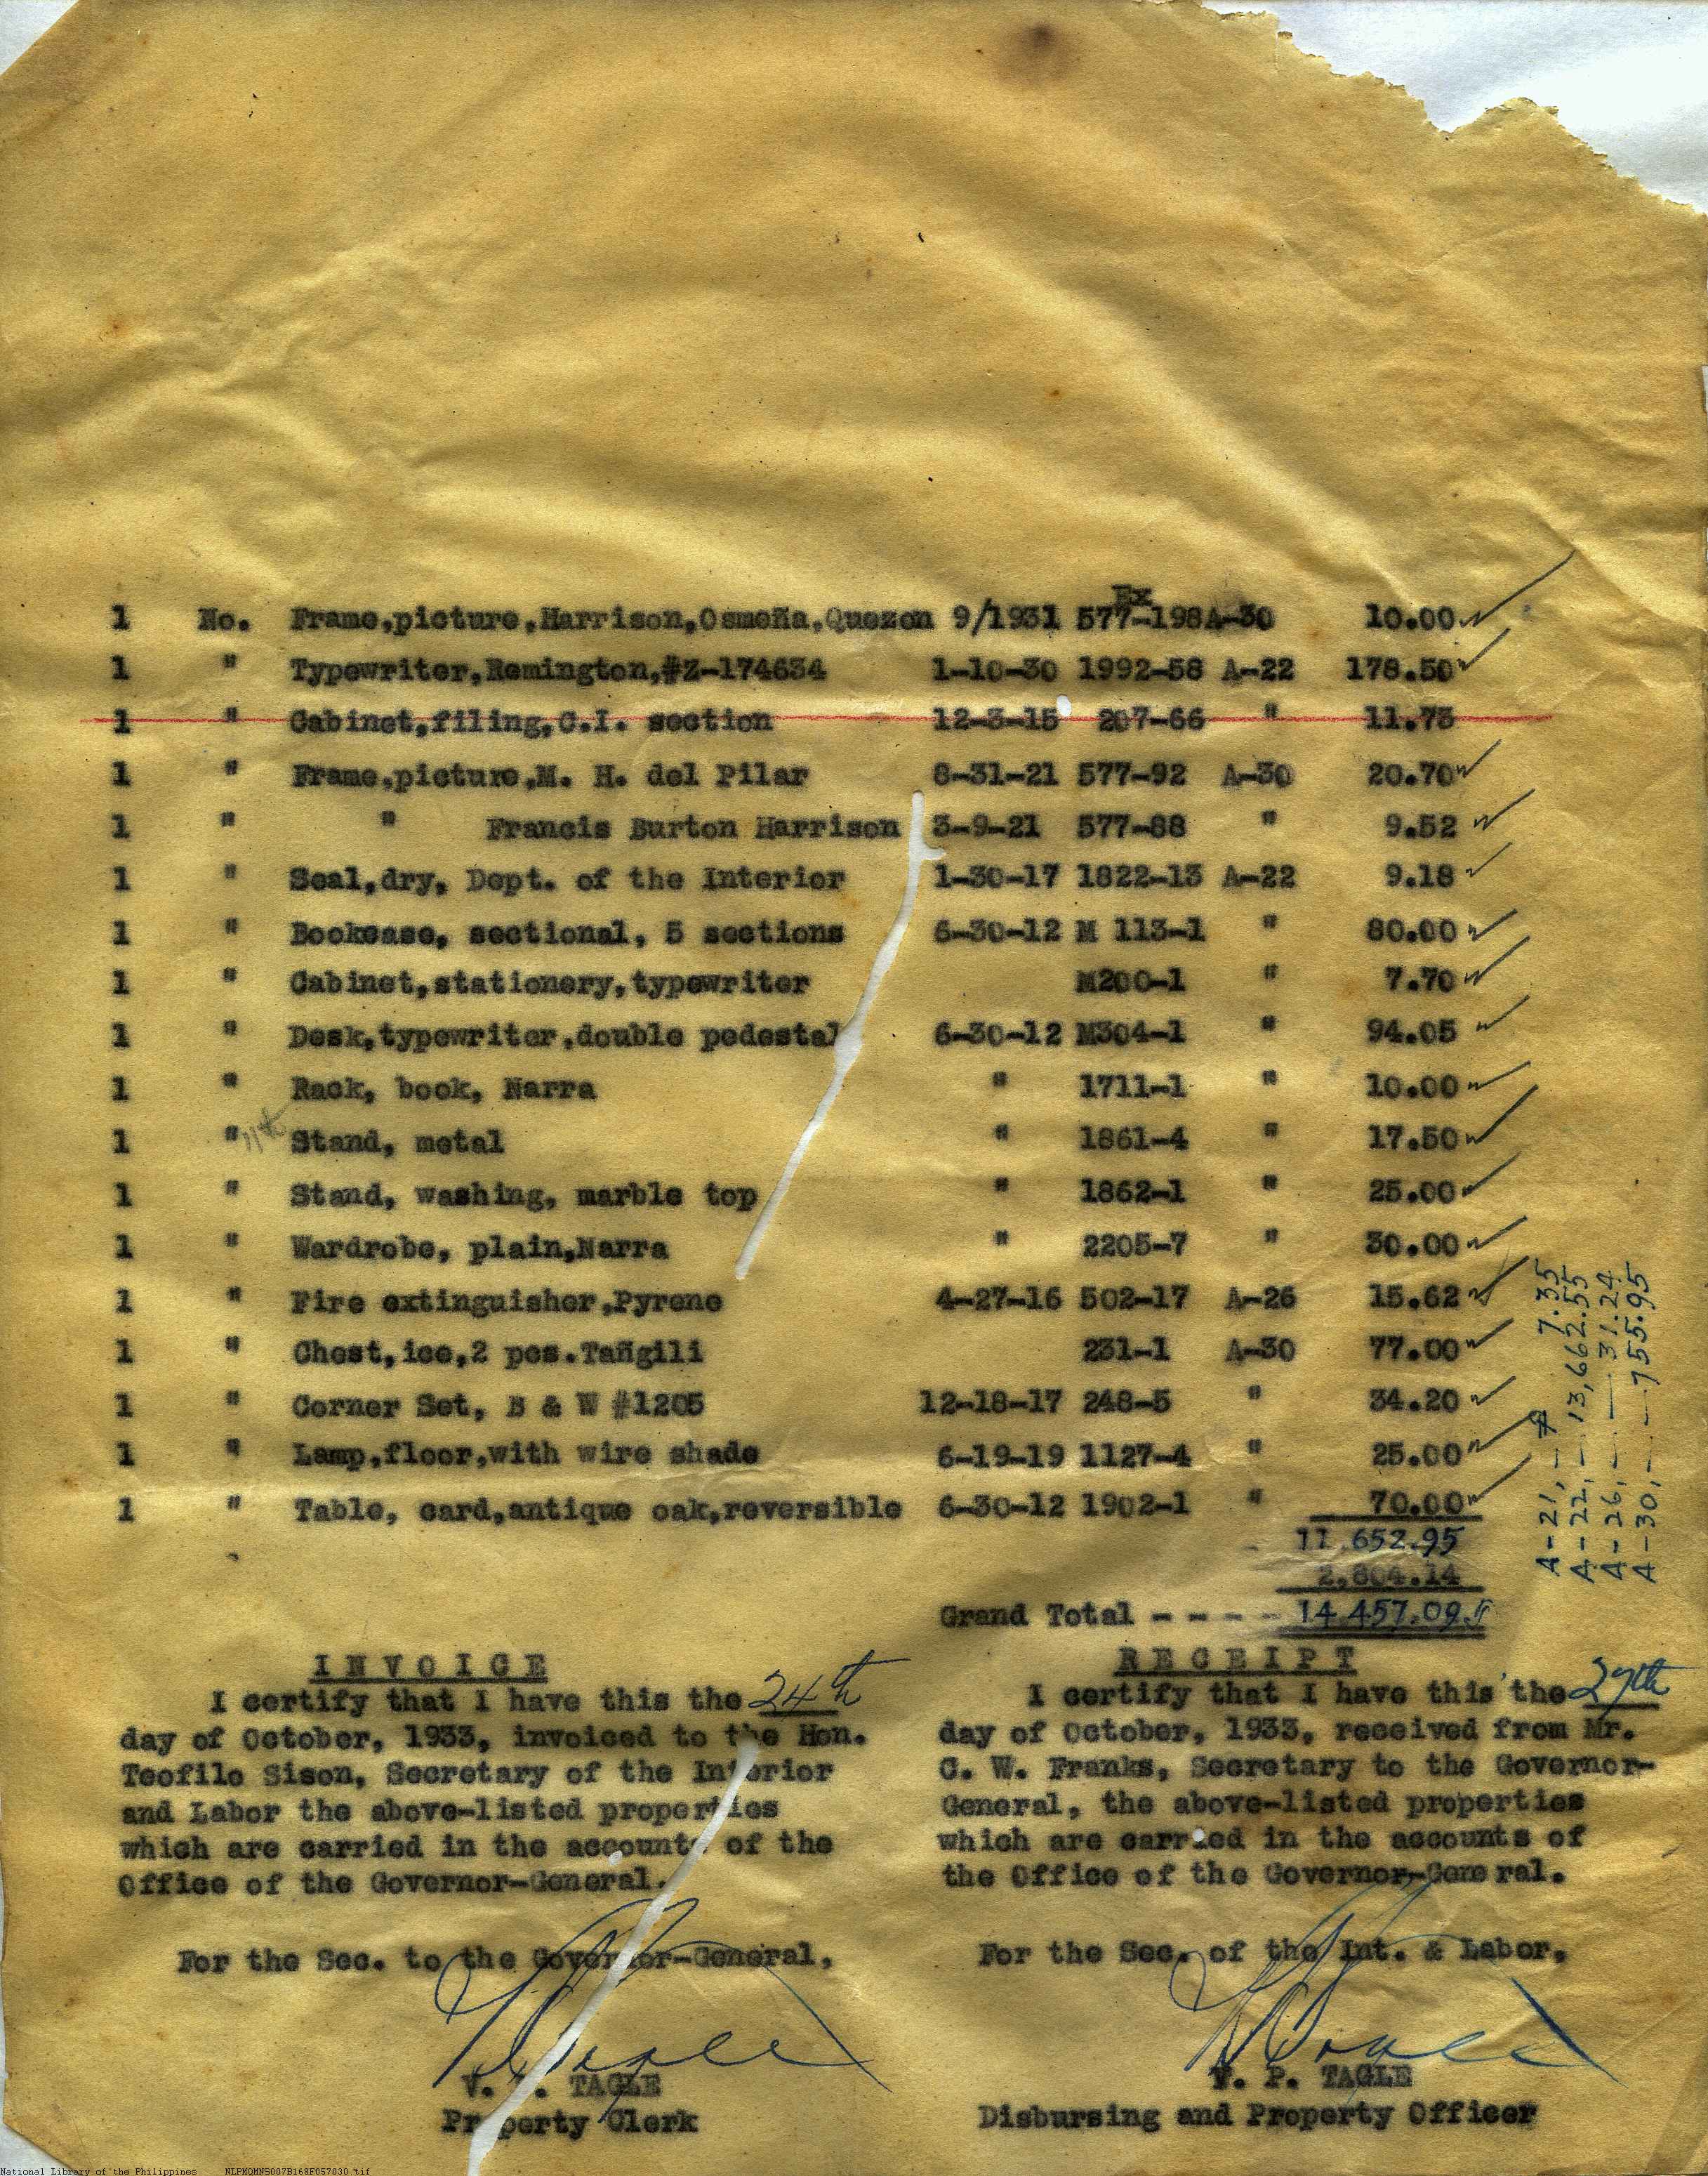 1 No. Frame,picture,Harrison,Osmeña,Quezon 9/1931 Ex 577-198 A-30 10.00
1 " Typewriter,Remington,#Z-174634 1-10-30 1992-58 A-22 178.50
1 " Cabinet,filing,C.I. section 12-3-15 207-66 " 11.73
1 " Frame,picture,M. H. del Pilar 8-31-21 577-92 A-30 20.70
1 " " Francis Burton Harrison 3-9-21 577-88 " 9.52
1 " Seal,dry, Dept. of the Interior 1-30-17 1822-13 A-22 9.18
1 " Bookcase, sectional, 5 sections 6-30-12 M 113-1 " 80.00
1 " Cabinet,stationery,typewriter M200-1 " 7.70
1 " Desk,typewriter,double pedestal 6-30-12 M304-1 " 94.05
1 " Rack, book, Narra " 1711-1 " 10.00
1 " Stand, metal " 1861-4 " 17.50
1 " Stand, washing, marble top " 1862-1 " 25.00
1 " Wardrobe, plain,Narra " 2205-7 " 30.00
1 " Fire extinguisher,Pyrene 4-27-16 502-17 A-26 15.62
1 " Chest,ice,2 pcs.Tañgili 231-1 A-30 77.00
1 " Corner Set, B & W #1205 12-18-17 248-5 " 34.20
1 " Lamp,floor,with wire shade 6-19-19 1127-4 " 25.00
1 " Table, card,antique oak,reversible 6-30-12 1902-1 " 70.00
11,652.95
2,804.14
Grand Total - - - - 14,457.09
A-21,-₱ 7.35
A-22,- 13,662.55
A-26,- 31.24
A-30,- 755.95
INVOICE
I certify that I have this the 24th
day of October, 1933, invoiced to the Hon.
Teofilo Sison, Secretary of the Interior
and Labor the above-listed properties
which are carried in the accounts of the
Office of the Governor-General.
For the Sec. to the Governor-General,
V. P. TAGLE
Property Clerk
RECEIPT
I certify that I have this the 27th
day of October, 1933, received from Mr.
C. W. Franks, Secretary to the Governor-
General, the above-listed properties
which are carried in the accounts of
the Office of the Governor-General.
For the Sec. of the Int. & Labor,
V. P. TAGLE
Disbursing and Property Officer
National Library of the Philippines NLPMQMNS007B168F057030.tif